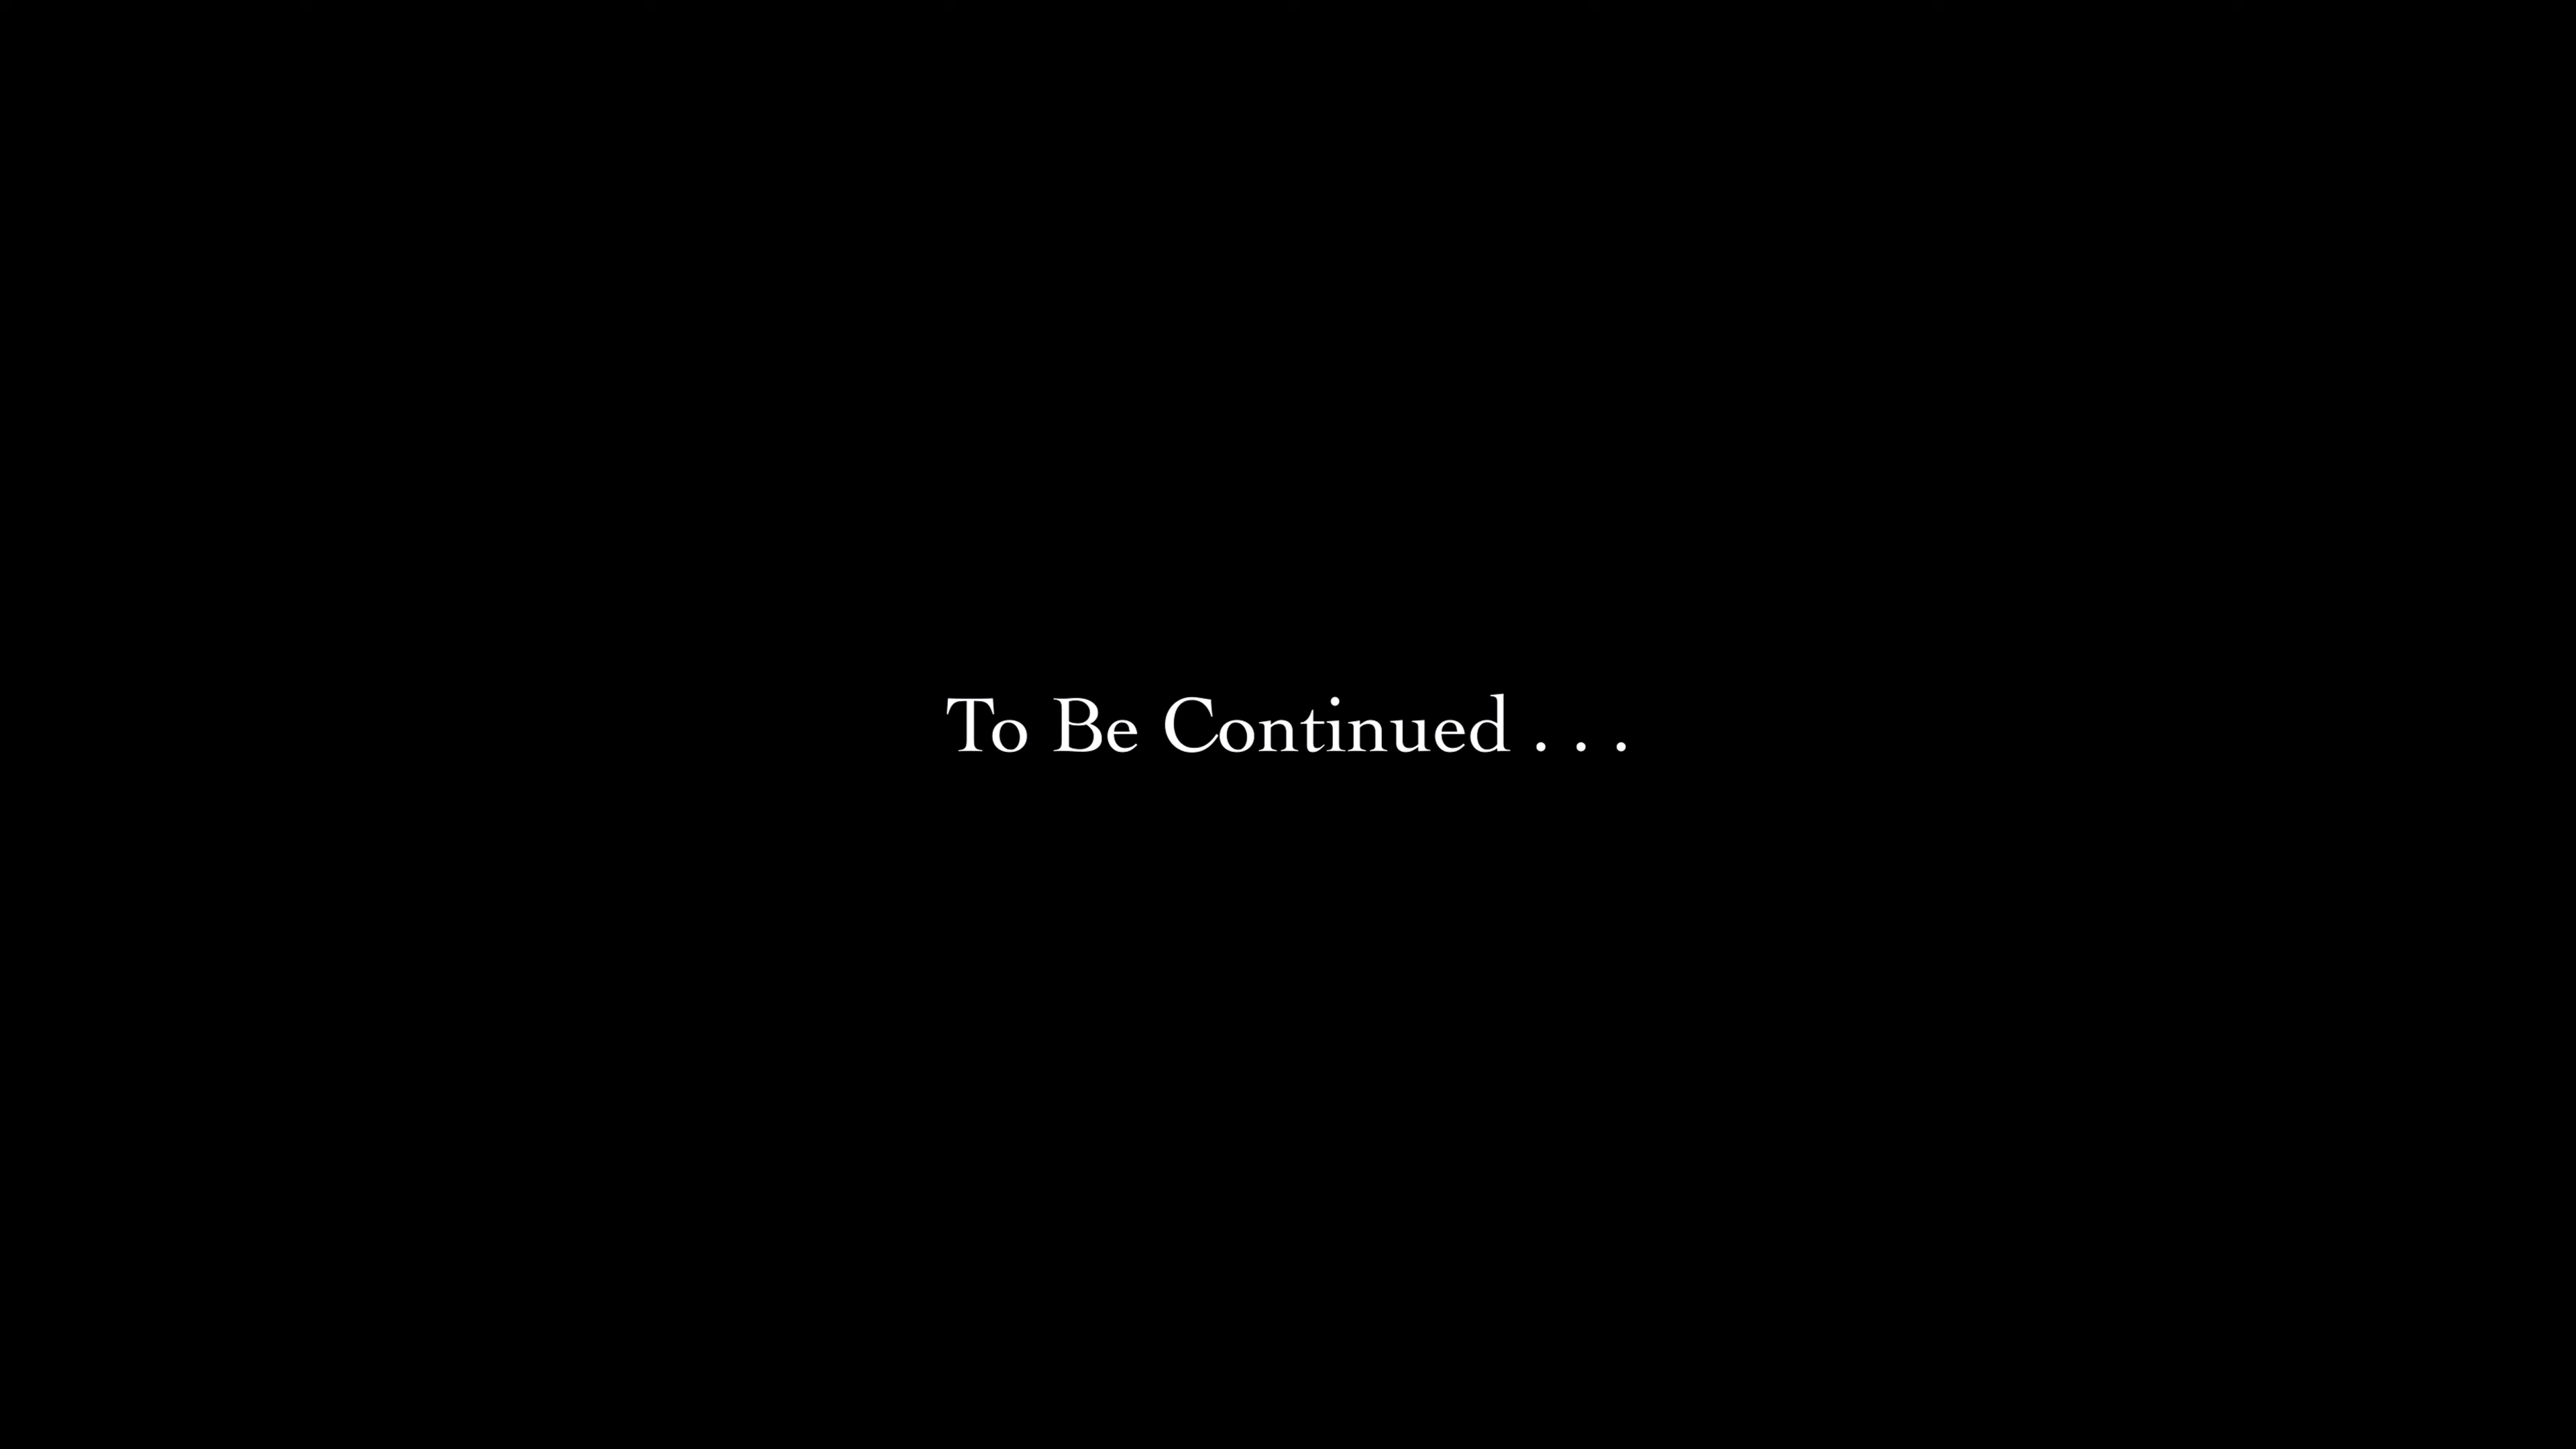 To Be Continued . . .